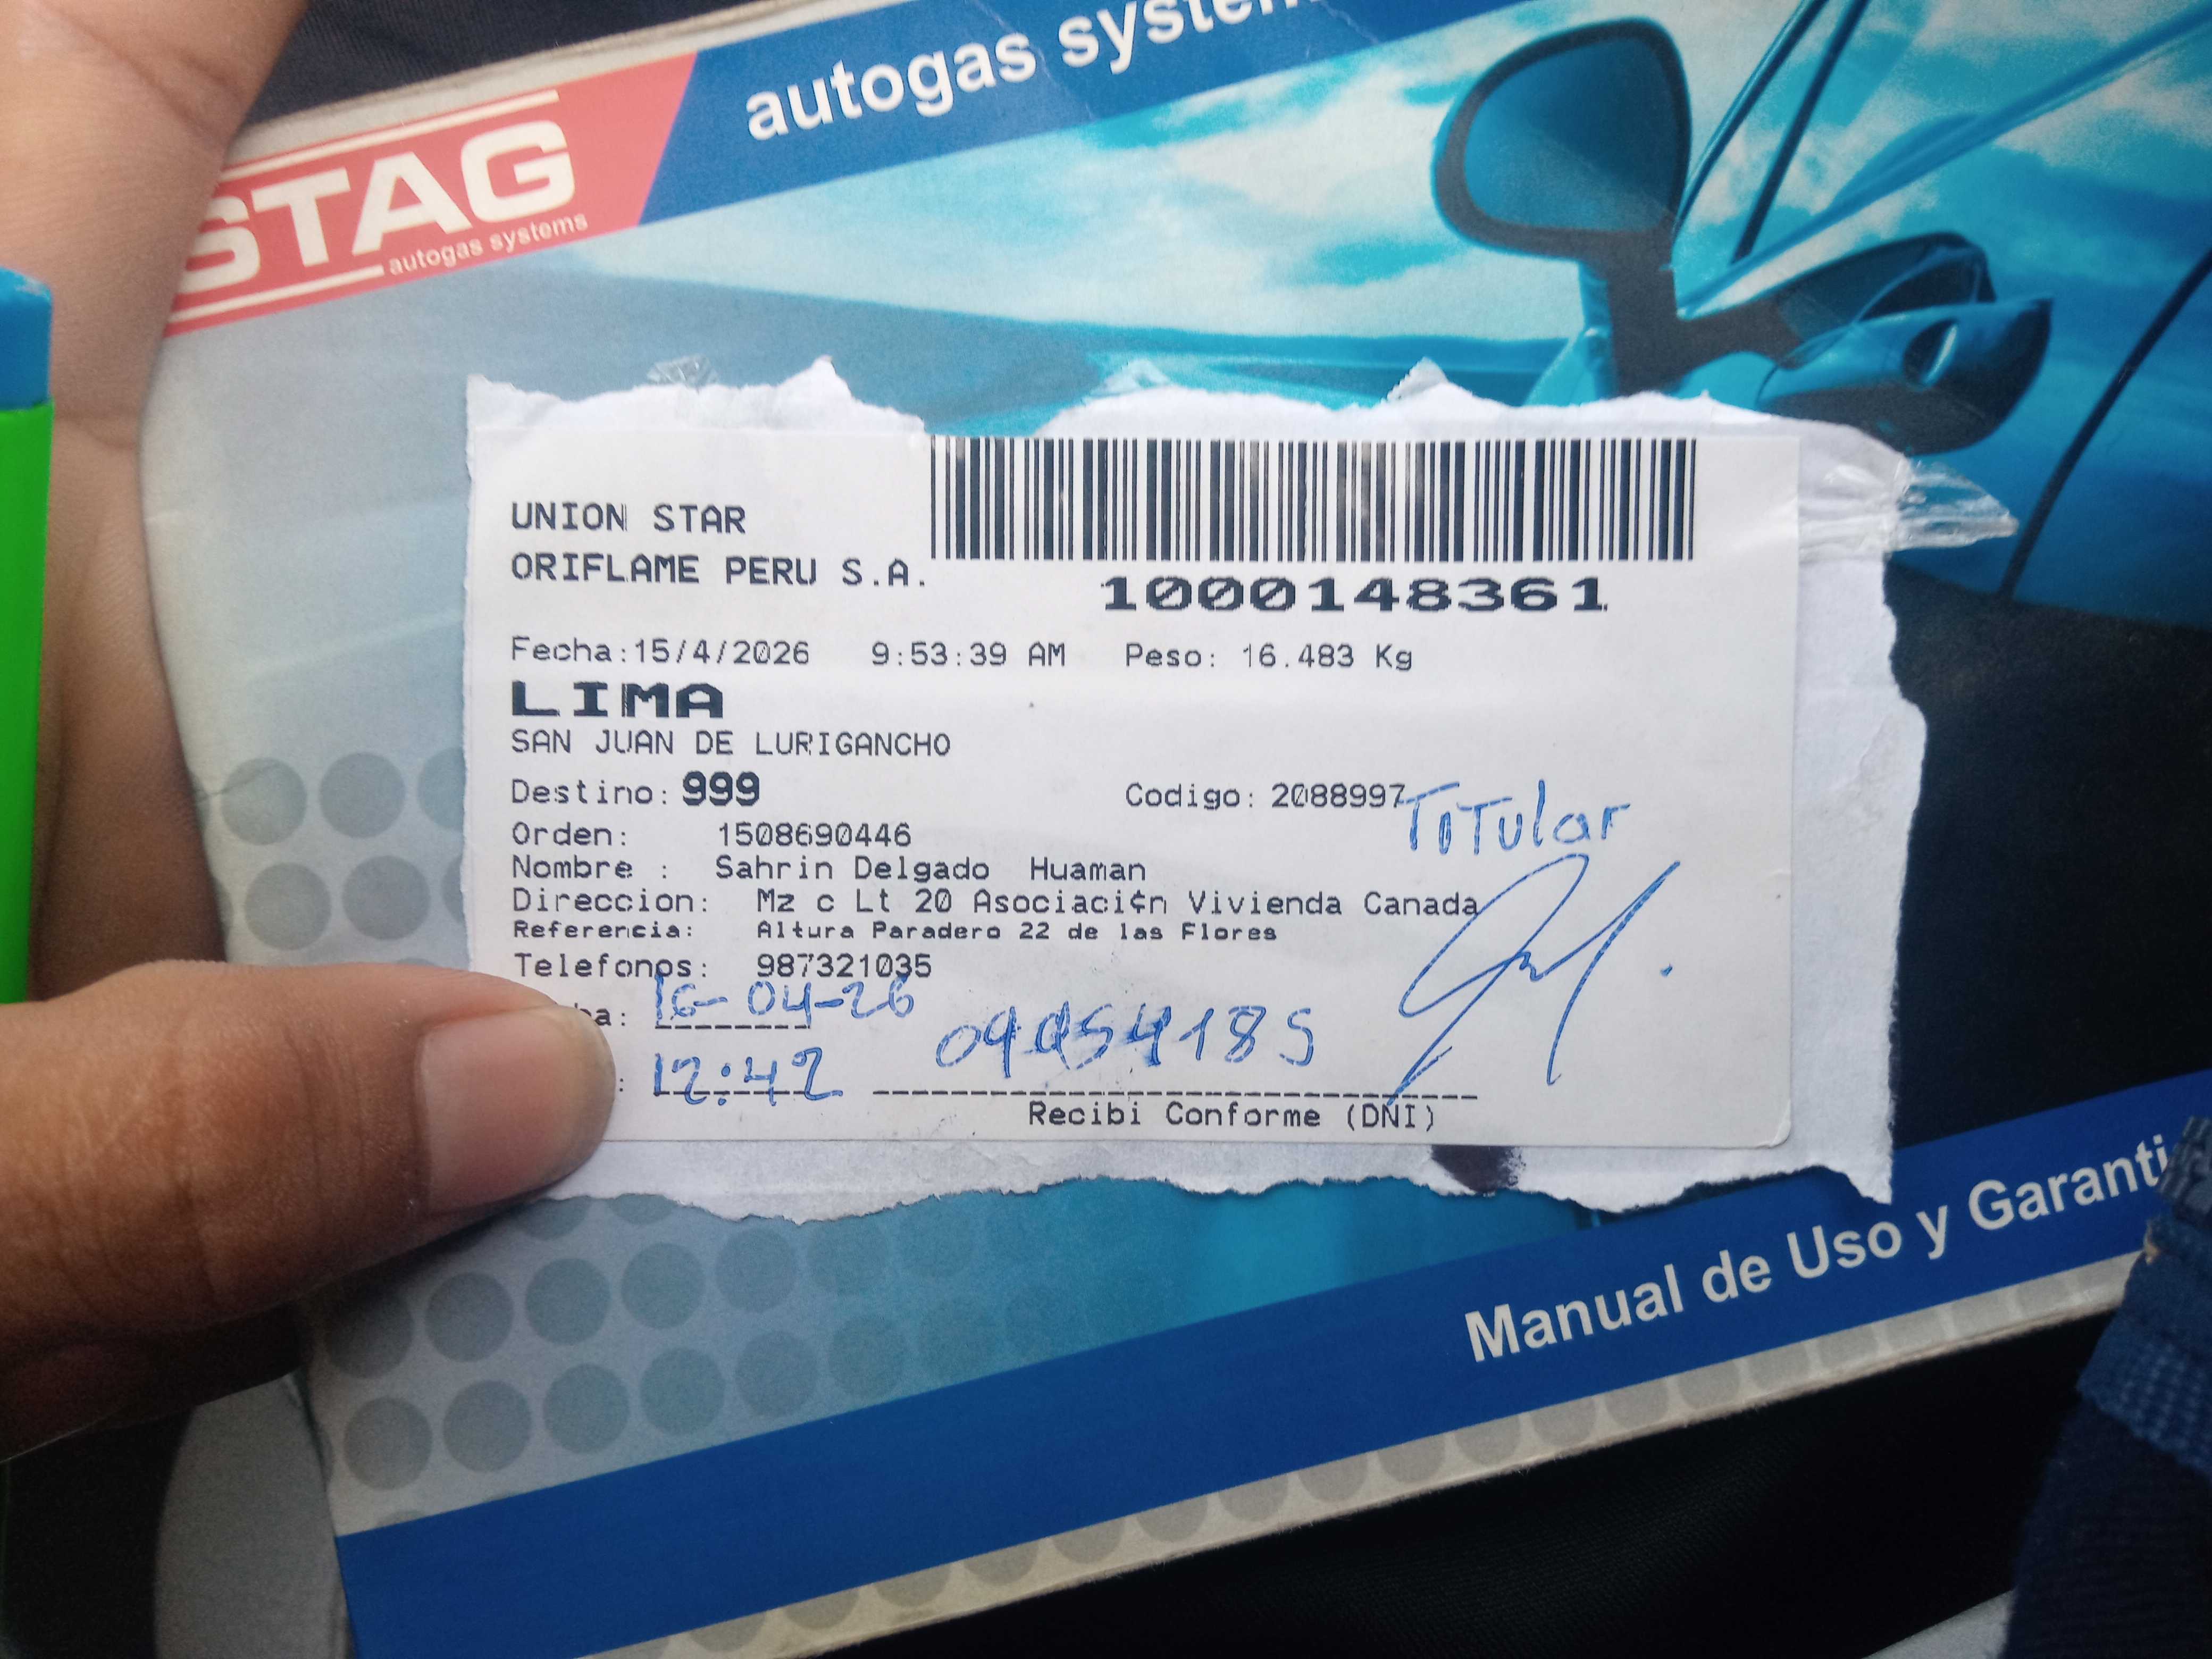 autogas system
STAG
autogas systems
UNION STAR
ORIFLAME PERU S.A.
1000148361
Fecha:15/4/2026 9:53:39 AM Peso: 16.483 Kg
LIMA
SAN JUAN DE LURIGANCHO
Destino: 999 Codigo: 2088997
Titular
Orden: 1508690446
Nombre : Sahrin Delgado Huaman
Direccion: Mz c Lt 20 Asociaci¢n Vivienda Canada
Referencia: Altura Paradero 22 de las Flores
Telefonos: 987321035
16-04-26
12:42
Recibi Conforme (DNI)
Manual de Uso y Garanti